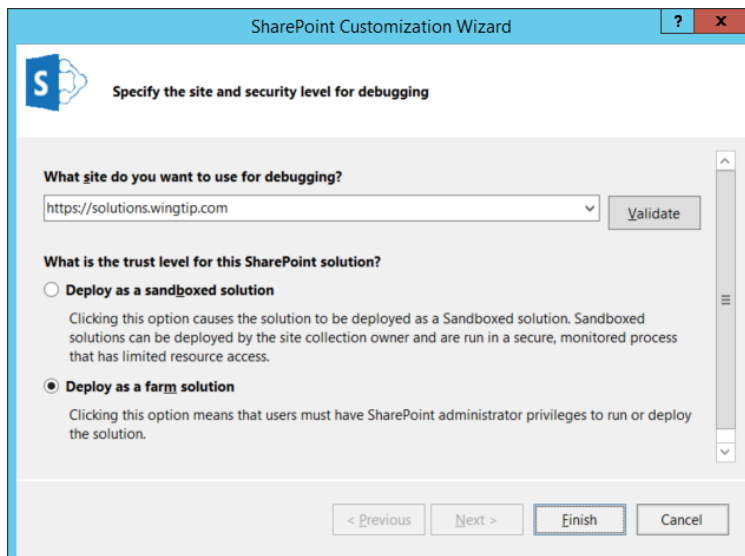 SharePoint Customization Wizard
? x
S
Specify the site and security level for debugging
What site do you want to use for debugging?
https://solutions.wingtip.com
Validate
What is the trust level for this SharePoint solution?
Deploy as a sandboxed solution
Clicking this option causes the solution to be deployed as a Sandboxed solution. Sandboxed
solutions can be deployed by the site collection owner and are run in a secure, monitored process
that has limited resource access.
Deploy as a farm solution
Clicking this option means that users must have SharePoint administrator privileges to run or deploy
the solution.
< Previous Next > Finish Cancel